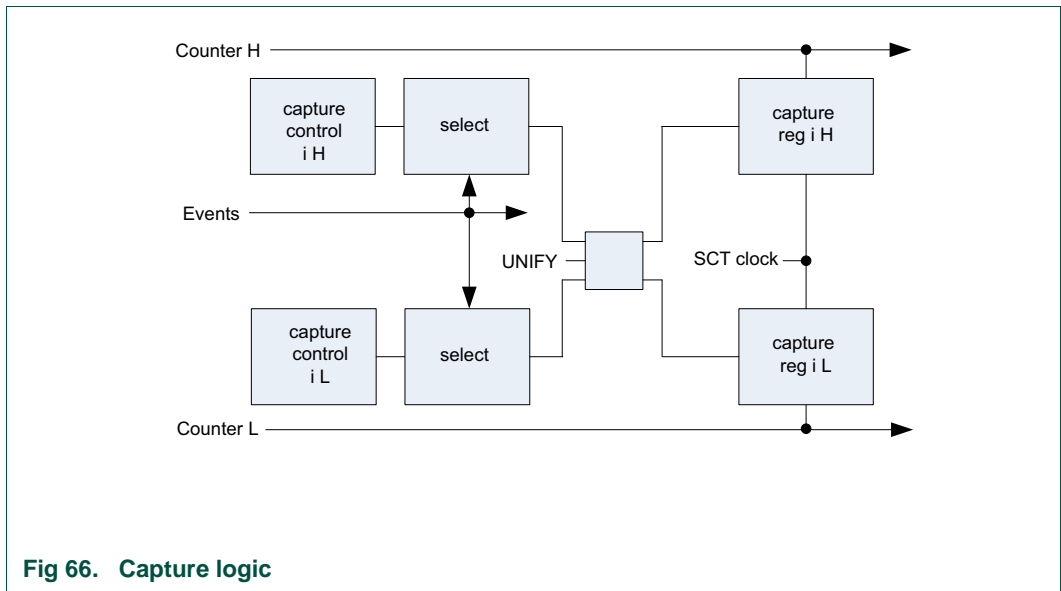 Counter H
capture
control
i H
select
capture
reg i H
Events
UNIFY
SCT clock
capture
control
i L
select
capture
reg i L
Counter L
Fig 66. Capture logic